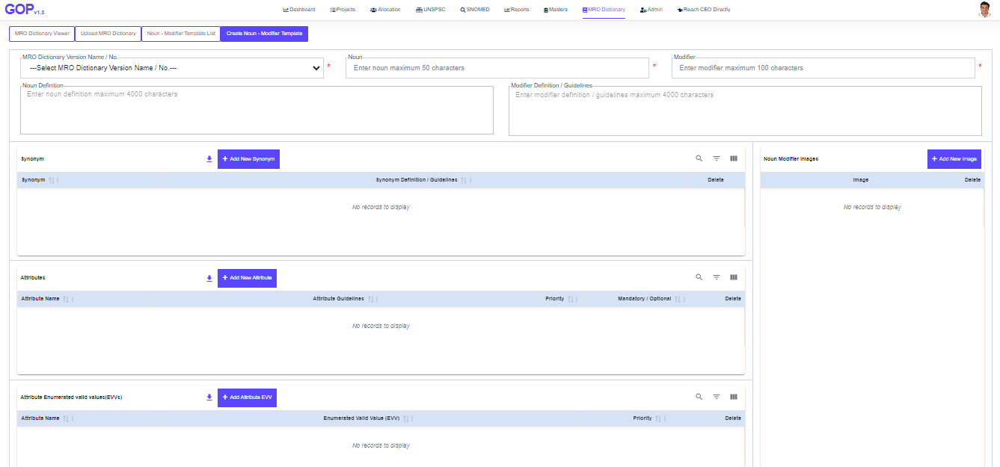 GOP v1.3
Dashboard Projects Allocation UNSPSC SNOMED Reports Masters MRO Dictionary Admin Reach CEO Directly
MRO Dictionary Viewer Upload MRO Dictionary Noun - Modifier Template List Create Noun - Modifier Template
MRO Dictionary Version Name / No. Noun Modifier
---Select MRO Dictionary Version Name / No.--- * Enter noun maximum 50 characters * Enter modifier maximum 100 characters *
Noun Definition Modifier Definition / Guidelines
Enter noun definition maximum 4000 characters Enter modifier definition / guidelines maximum 4000 characters
Synonym + Add New Synonym Noun Modifier Images + Add New Image
Synonym Synonym Definition / Guidelines Delete Image Delete
No records to display No records to display
Attributes + Add New Attribute
Attribute Name Attribute Guidelines Priority Mandatory / Optional Delete
No records to display
Attribute Enumerated valid values(EVVs) + Add Attribute EVV
Attribute Name Enumerated Valid Value (EVV) Priority Delete
No records to display